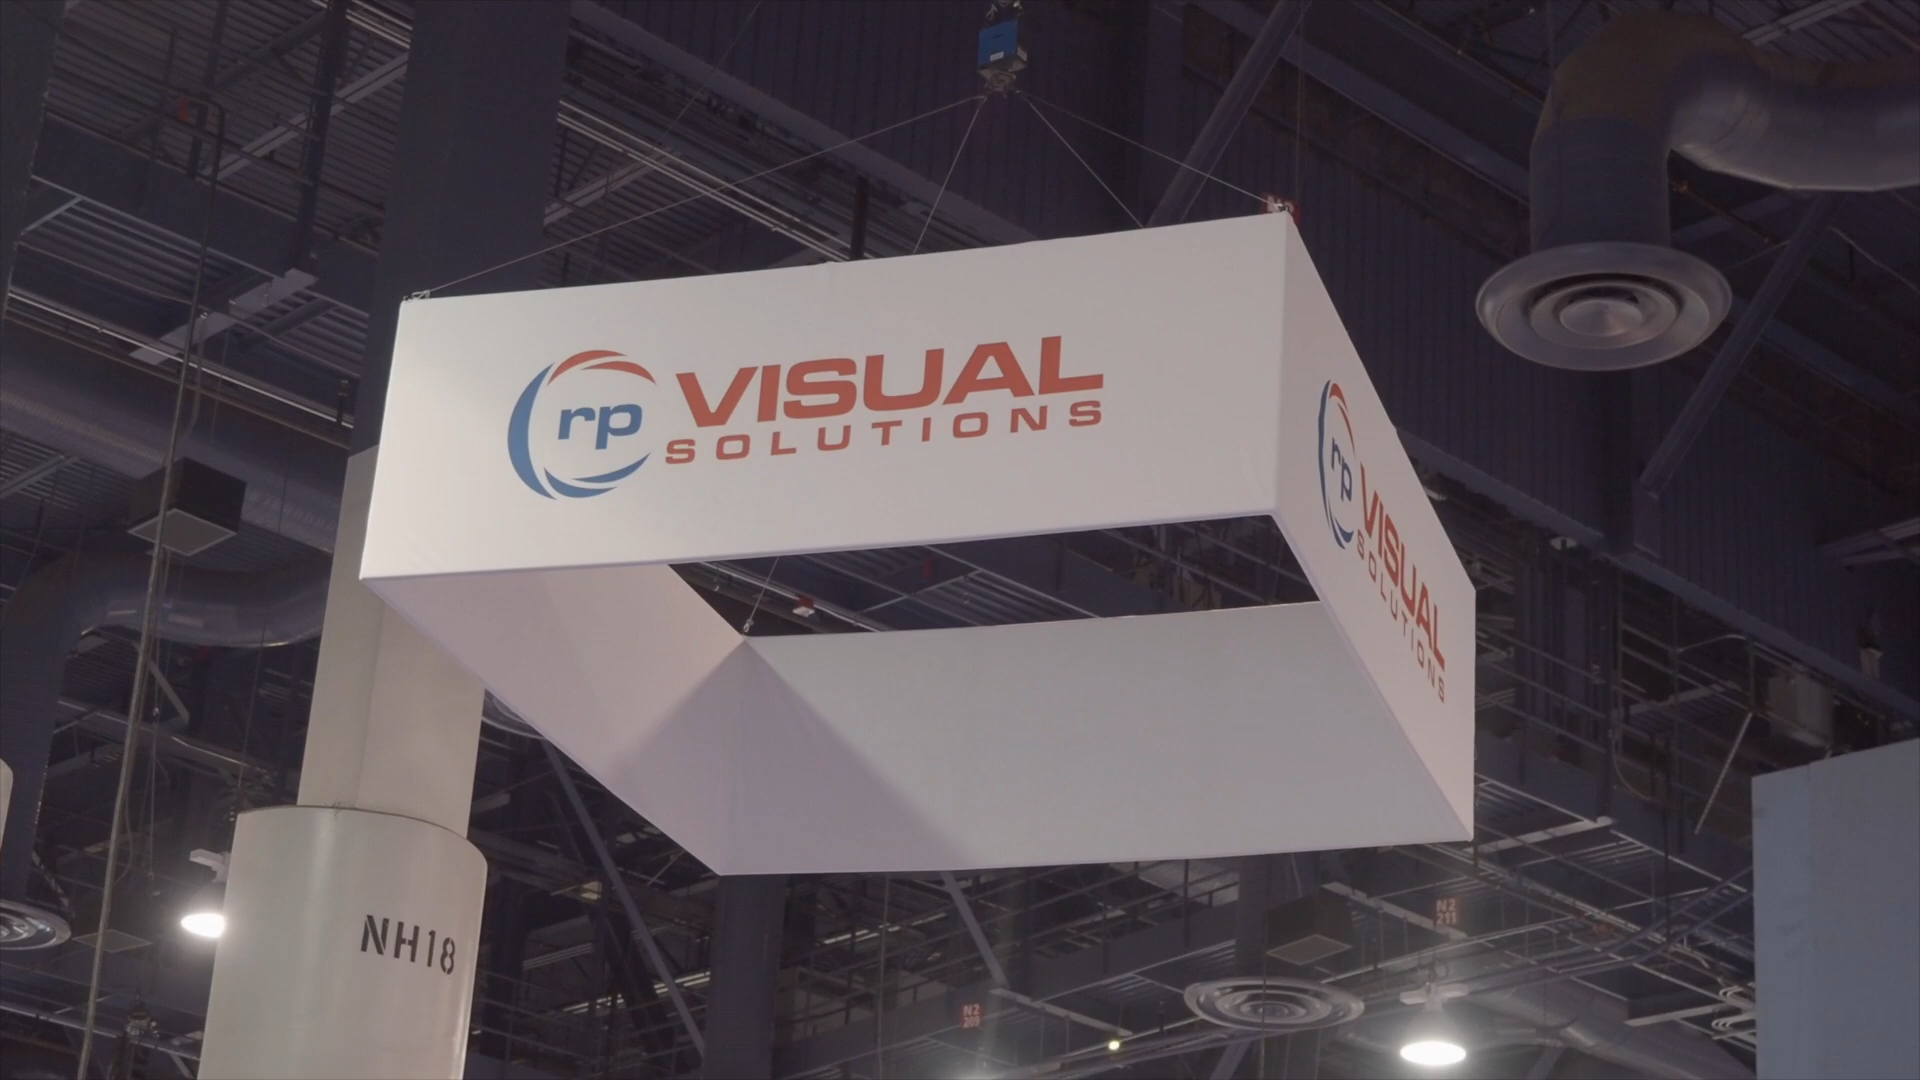 rp VISUAL
SOLUTIONS
rp VISUAL
SOLUTIONS
NH18
N2
211
N2
209